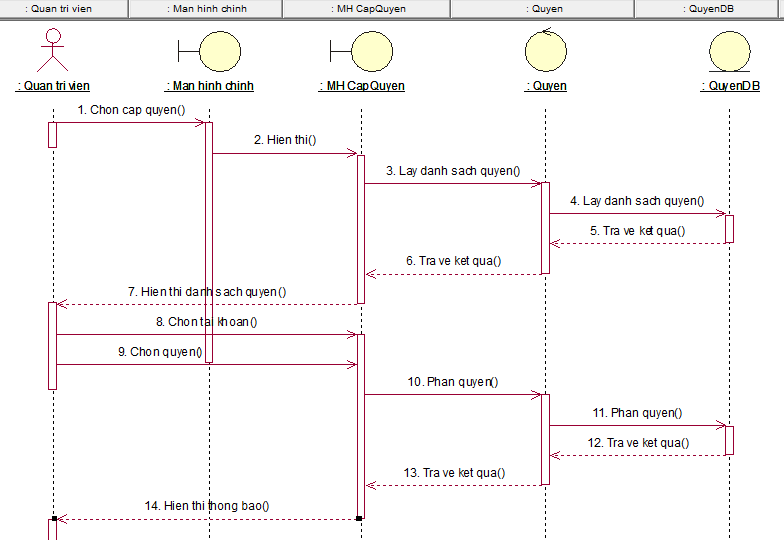 : Quan tri vien
: Man hinh chinh
: MH CapQuyen
: Quyen
: QuyenDB
: Quan tri vien
: Man hinh chinh
: MH CapQuyen
: Quyen
: QuyenDB
1. Chon cap quyen()
2. Hien thi()
3. Lay danh sach quyen()
4. Lay danh sach quyen()
5. Tra ve ket qua()
6. Tra ve ket qua()
7. Hien thi danh sach quyen()
8. Chon tai khoan()
9. Chon quyen()
10. Phan quyen()
11. Phan quyen()
12. Tra ve ket qua()
13. Tra ve ket qua()
14. Hien thi thong bao()